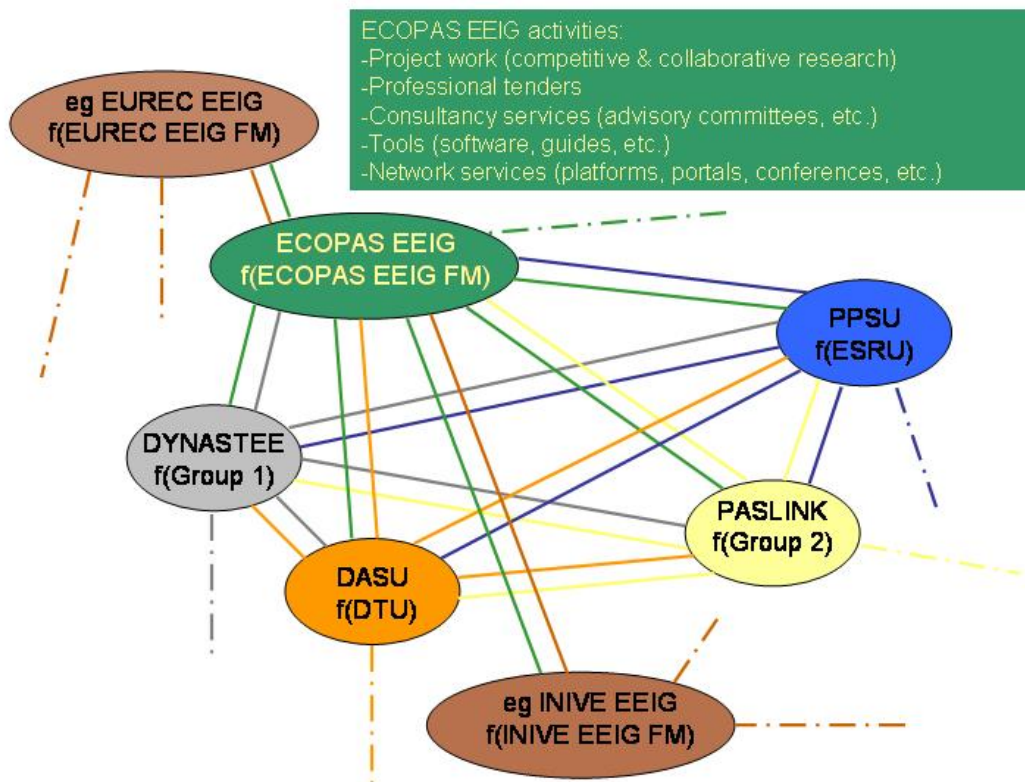 ECOPAS EEIG activities:
-Project work (competitive & collaborative research)
-Professional tenders
-Consultancy services (advisory committees, etc.)
-Tools (software, guides, etc.)
-Network services (platforms, portals, conferences, etc.)
eg EUREC EEIG
f(EUREC EEIG FM)
ECOPAS EEIG
f(ECOPAS EEIG FM)
PPSU
f(ESRU)
DYNASTEE
f(Group 1)
PASLINK
f(Group 2)
DASU
f(DTU)
eg INIVE EEIG
f(INIVE EEIG FM)